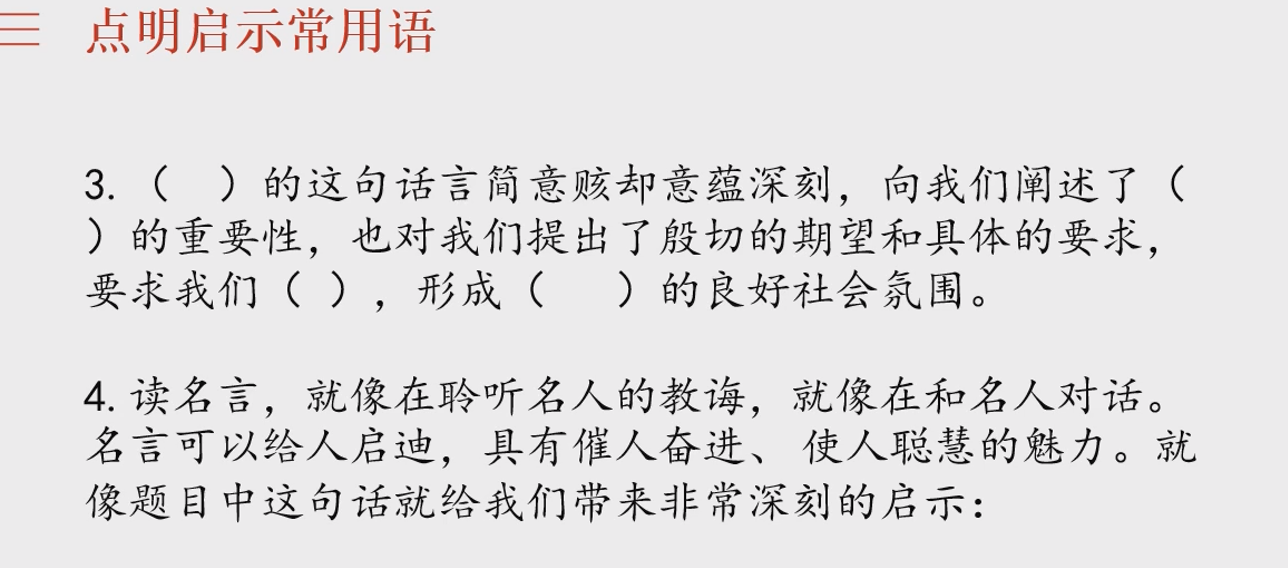 点明启示常用语
3. （　）的这句话言简意赅却意蕴深刻，向我们阐述了（
）的重要性，也对我们提出了殷切的期望和具体的要求，
要求我们（ ），形成（　 ）的良好社会氛围。
4. 读名言，就像在聆听名人的教诲，就像在和名人对话。
名言可以给人启迪，具有催人奋进、 使人聪慧的魅力。就
像题目中这句话就给我们带来非常深刻的启示：